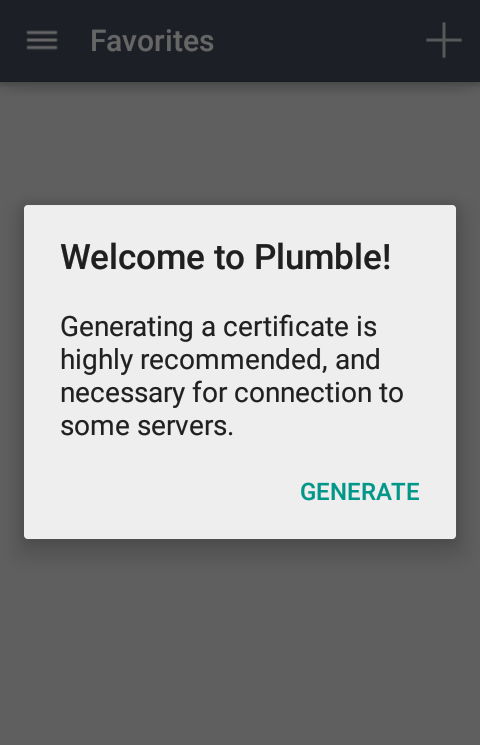 Favorites
Welcome to Plumble!
Generating a certificate is
highly recommended, and
necessary for connection to
some servers.
GENERATE